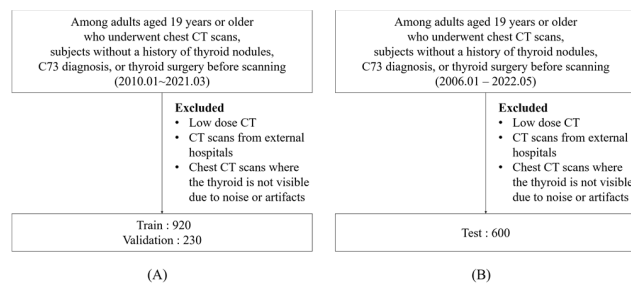 Among adults aged 19 years or older
who underwent chest CT scans,
subjects without a history of thyroid nodules,
C73 diagnosis, or thyroid surgery before scanning
(2010.01~2021.03)
Excluded
• Low dose CT
• CT scans from external
hospitals
• Chest CT scans where
the thyroid is not visible
due to noise or artifacts
Train : 920
Validation : 230
(A)
Among adults aged 19 years or older
who underwent chest CT scans,
subjects without a history of thyroid nodules,
C73 diagnosis, or thyroid surgery before scanning
(2006.01 – 2022.05)
Excluded
• Low dose CT
• CT scans from external
hospitals
• Chest CT scans where
the thyroid is not visible
due to noise or artifacts
Test : 600
(B)